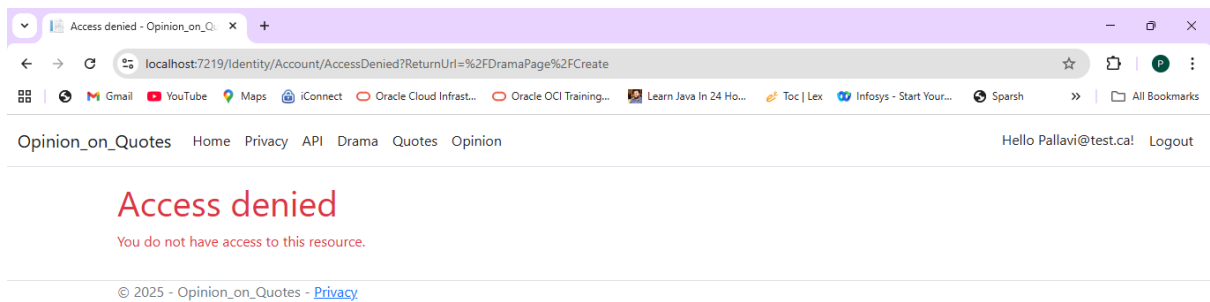 Access denied - Opinion_on_Qu
localhost:7219/Identity/Account/AccessDenied?ReturnUrl=%2FDramaPage%2FCreate
P
Gmail YouTube Maps iConnect Oracle Cloud Infrast... Oracle OCI Training... Learn Java In 24 Ho... Toc | Lex Infosys - Start Your... Sparsh » All Bookmarks
Opinion_on_Quotes Home Privacy API Drama Quotes Opinion Hello Pallavi@test.ca! Logout
Access denied
You do not have access to this resource.
© 2025 - Opinion_on_Quotes - Privacy